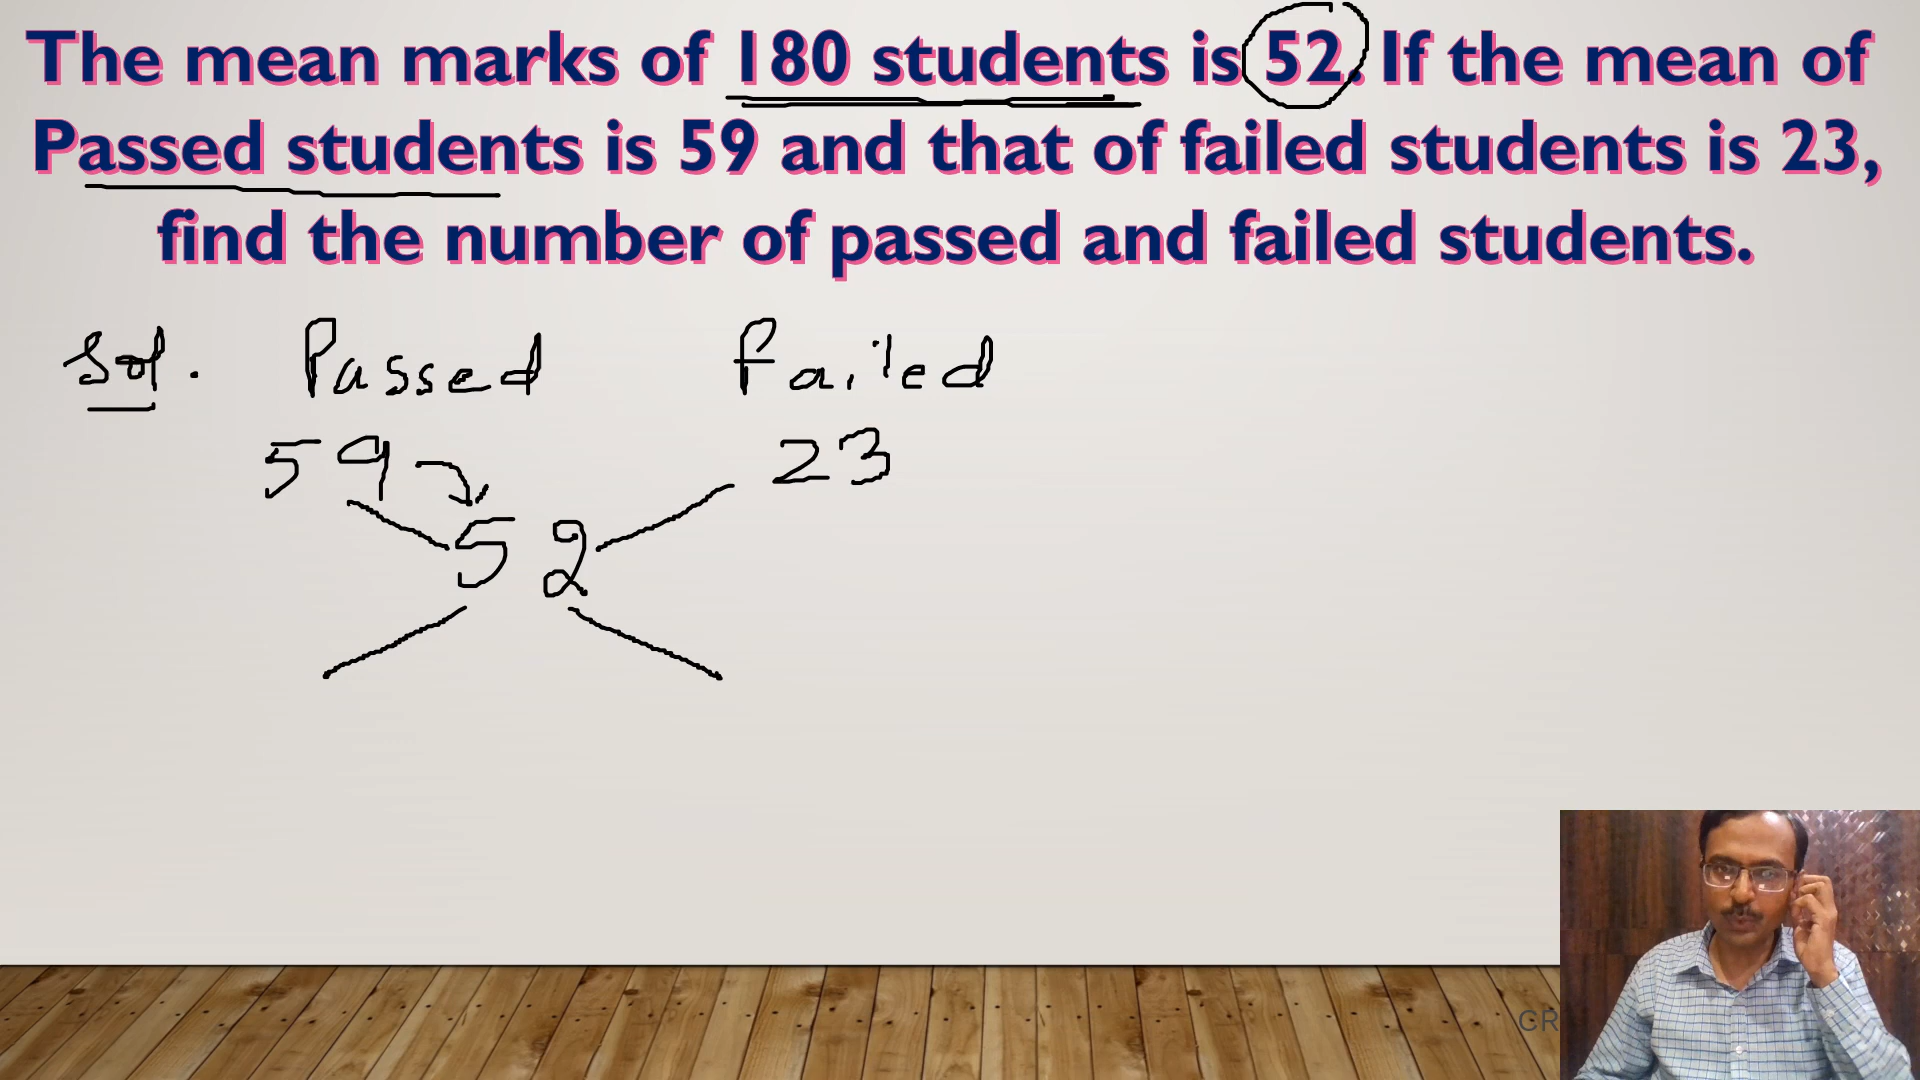 The mean marks of 180 students is 52. If the mean of
Passed students is 59 and that of failed students is 23,
find the number of passed and failed students.
Sol. Passed Failed
59 23
52
CR